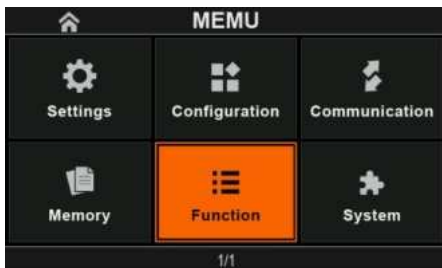 MEMU
Settings
Configuration
Communication
Memory
Function
System
1/1